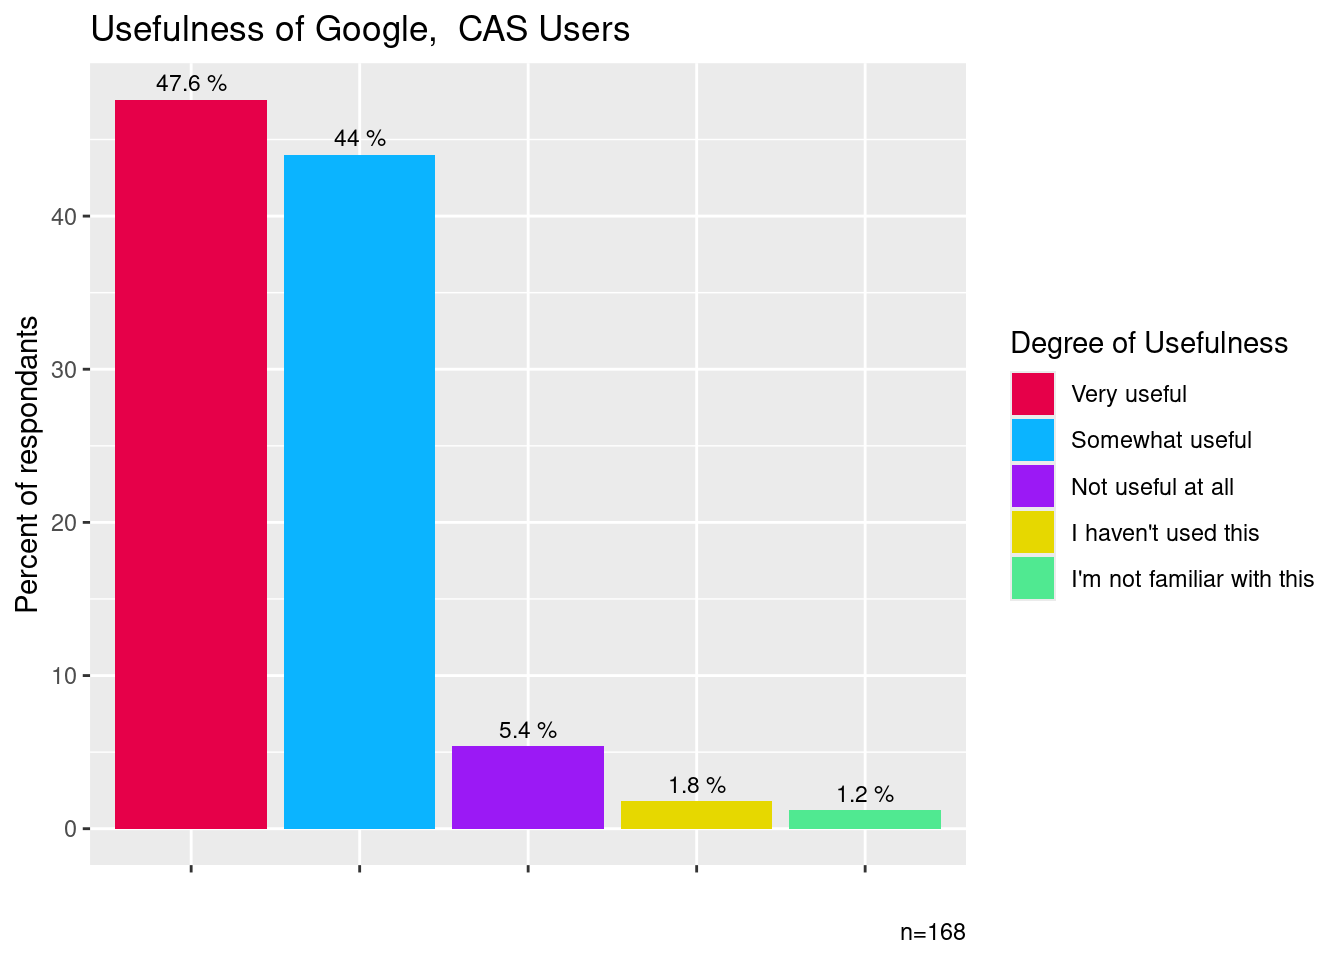 Usefulness of Google,  CAS Users
47.6 %
44 %
5.4 %
1.8 %
1.2 %
40
30
20
10
0
Percent of respondants
Degree of Usefulness
Very useful
Somewhat useful
Not useful at all
I haven't used this
I'm not familiar with this
n=168